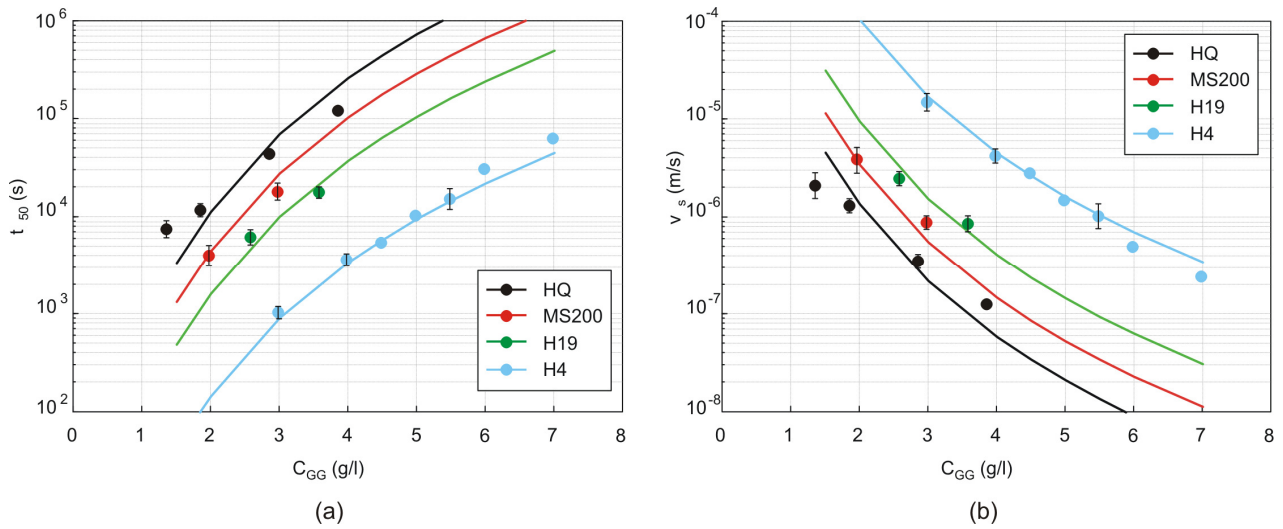 10^6
10^5
10^4
10^3
10^2
t 50 (s)
0 1 2 3 4 5 6 7 8
C_GG (g/l)
HQ
MS200
H19
H4
(a)
10^-4
10^-5
10^-6
10^-7
10^-8
v s (m/s)
0 1 2 3 4 5 6 7 8
C_GG (g/l)
HQ
MS200
H19
H4
(b)